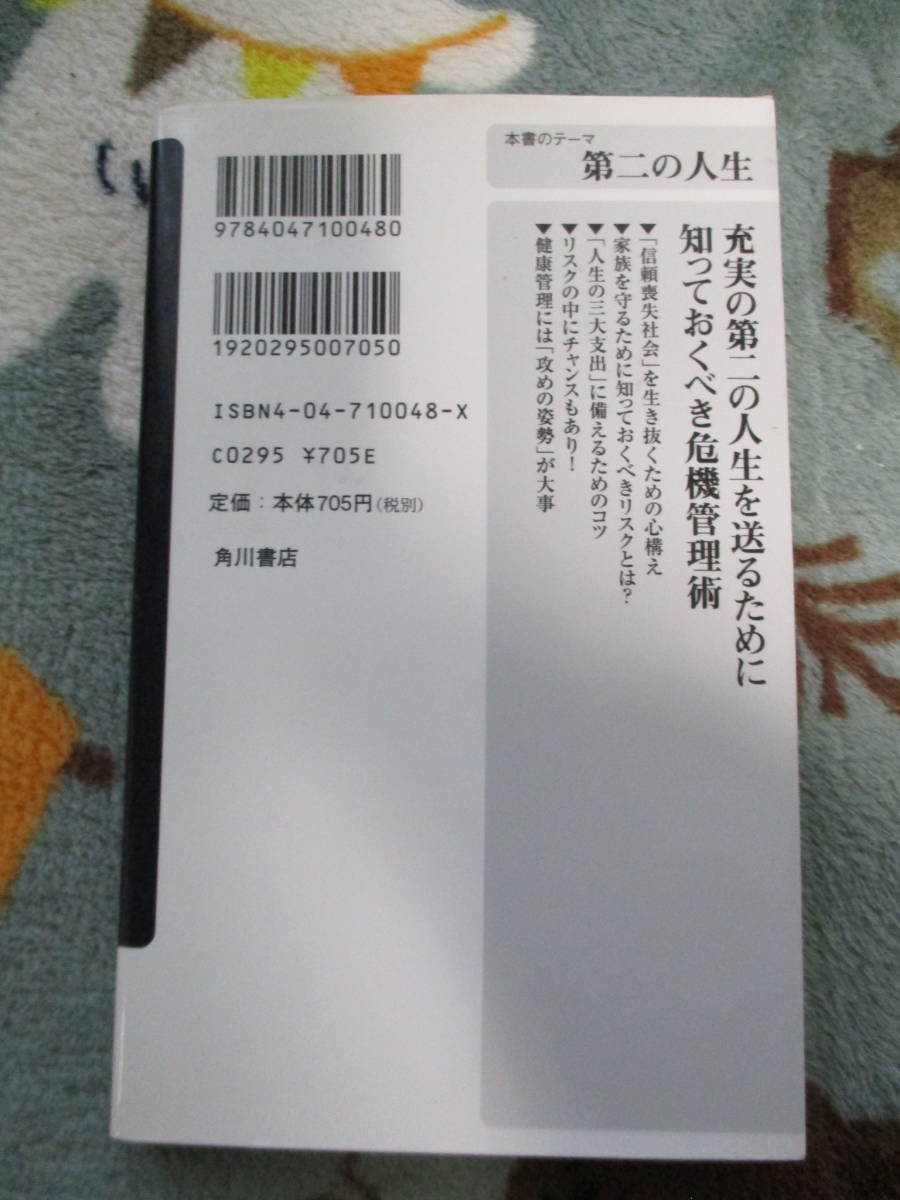 本書のテーマ
第二の人生
充実の第二の人生を送るために
知っておくべき危機管理術
▼「信頼喪失社会」を生き抜くための心構え
▼家族を守るために知っておくべきリスクとは?
▼「人生の三大支出」に備えるためのコツ
▼リスクの中にチャンスもあり!
▼健康管理には「攻めの姿勢」が大事
9784047100480
1920295007050
ISBN4-04-710048-X
C0295 ¥705E
定価:本体705円(税別)
角川書店